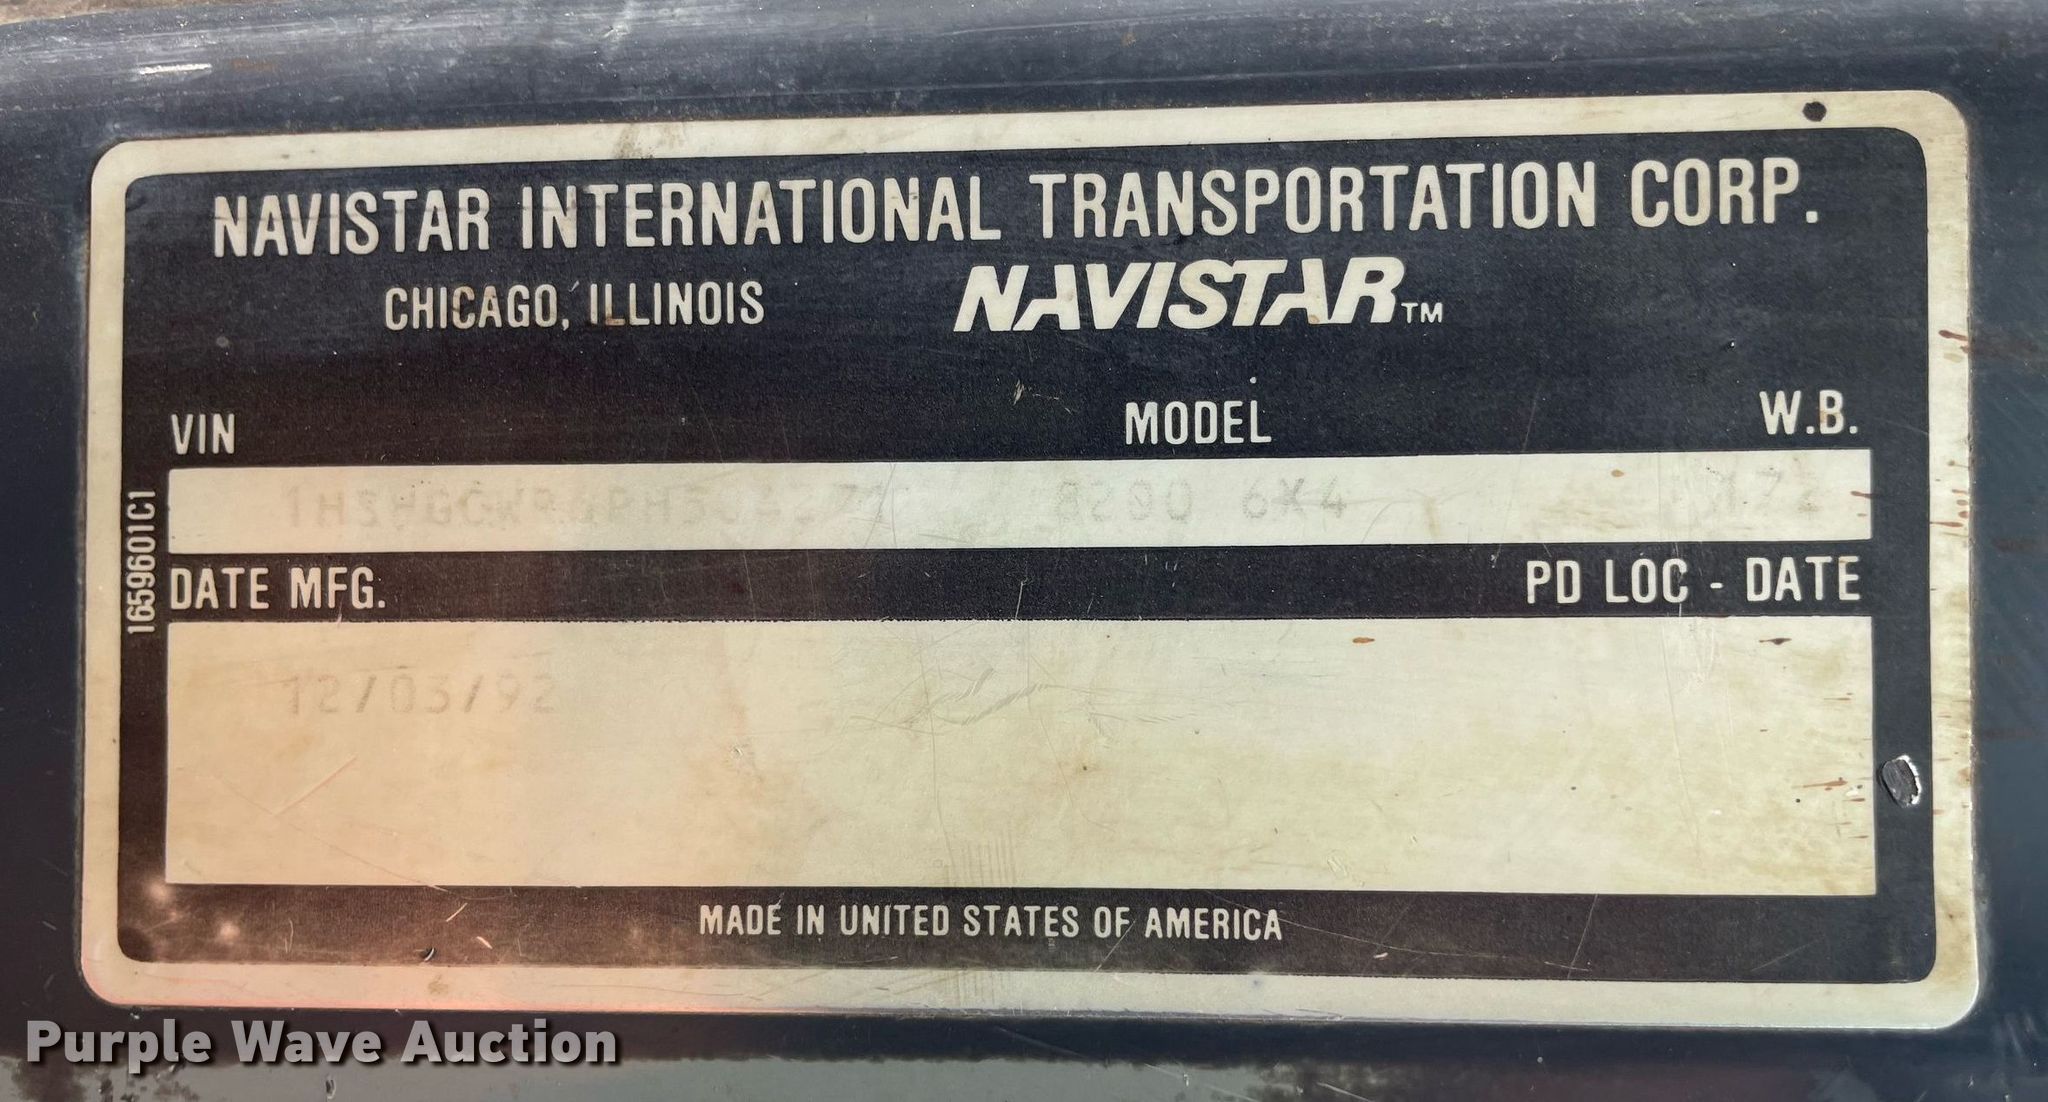 NAVISTAR INTERNATIONAL TRANSPORTATION CORP.
CHICAGO, ILLINOIS NAVISTAR™
VIN MODEL W.B.
8200 6X4
DATE MFG. PD LOC - DATE
12/03/92
1659601C1
MADE IN UNITED STATES OF AMERICA
Purple Wave Auction